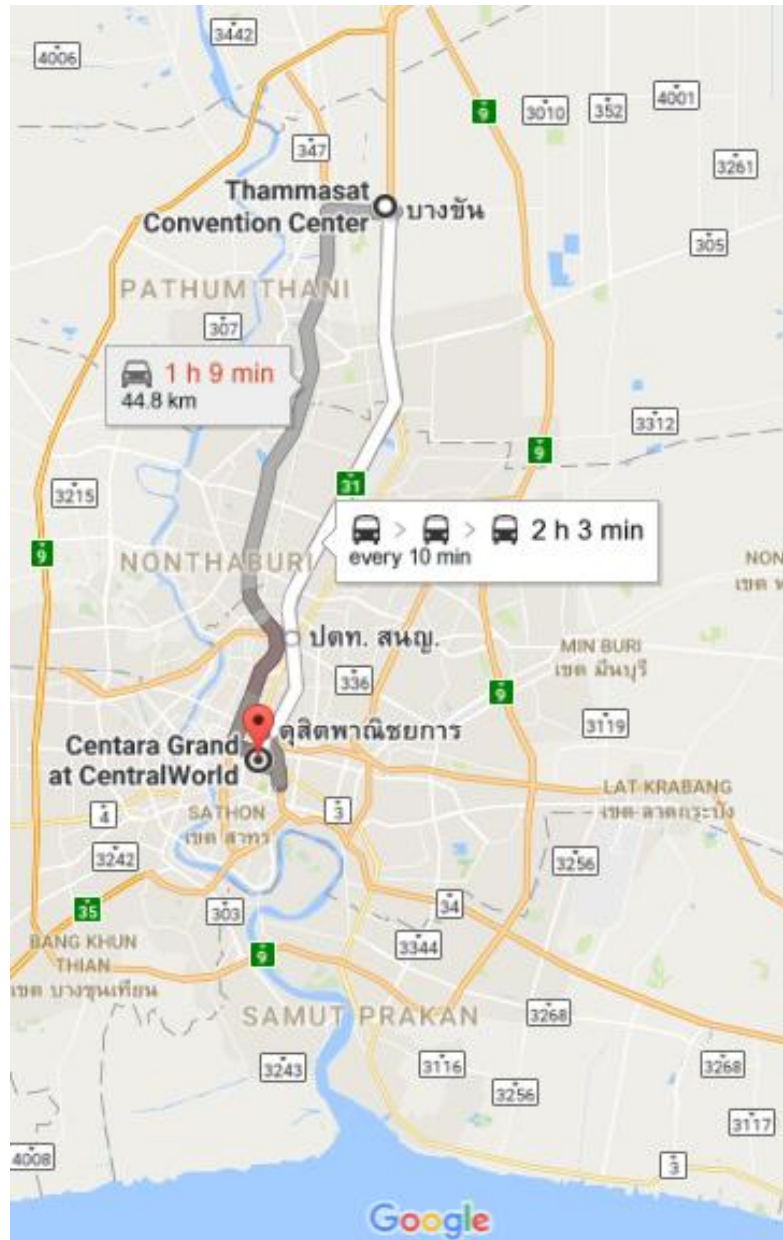 3442
4006
9
3010
352
4001
347
3261
Thammasat
Convention Center
บางขัน
305
PATHUM THANI
307
1 h 9 min
44.8 km
3312
9
31
3215
> > 2 h 3 min
every 10 min
9
NONTHABURI
NON
เขต ห
ปตท. สนญ.
MIN BURI
เขต มีนบุรี
336
9
3119
ดุสิตพาณิชยการ
Centara Grand
at CentralWorld
LAT KRABANG
เขต ลาดกระบัง
SATHON
เขต สาทร
4
3
3242
3256
35
303
34
BANG KHUN
THIAN
เขต บางขุนเทียน
3344
9
SAMUT PRAKAN
3268
3243
3116
3268
3256
3117
4008
3
Google